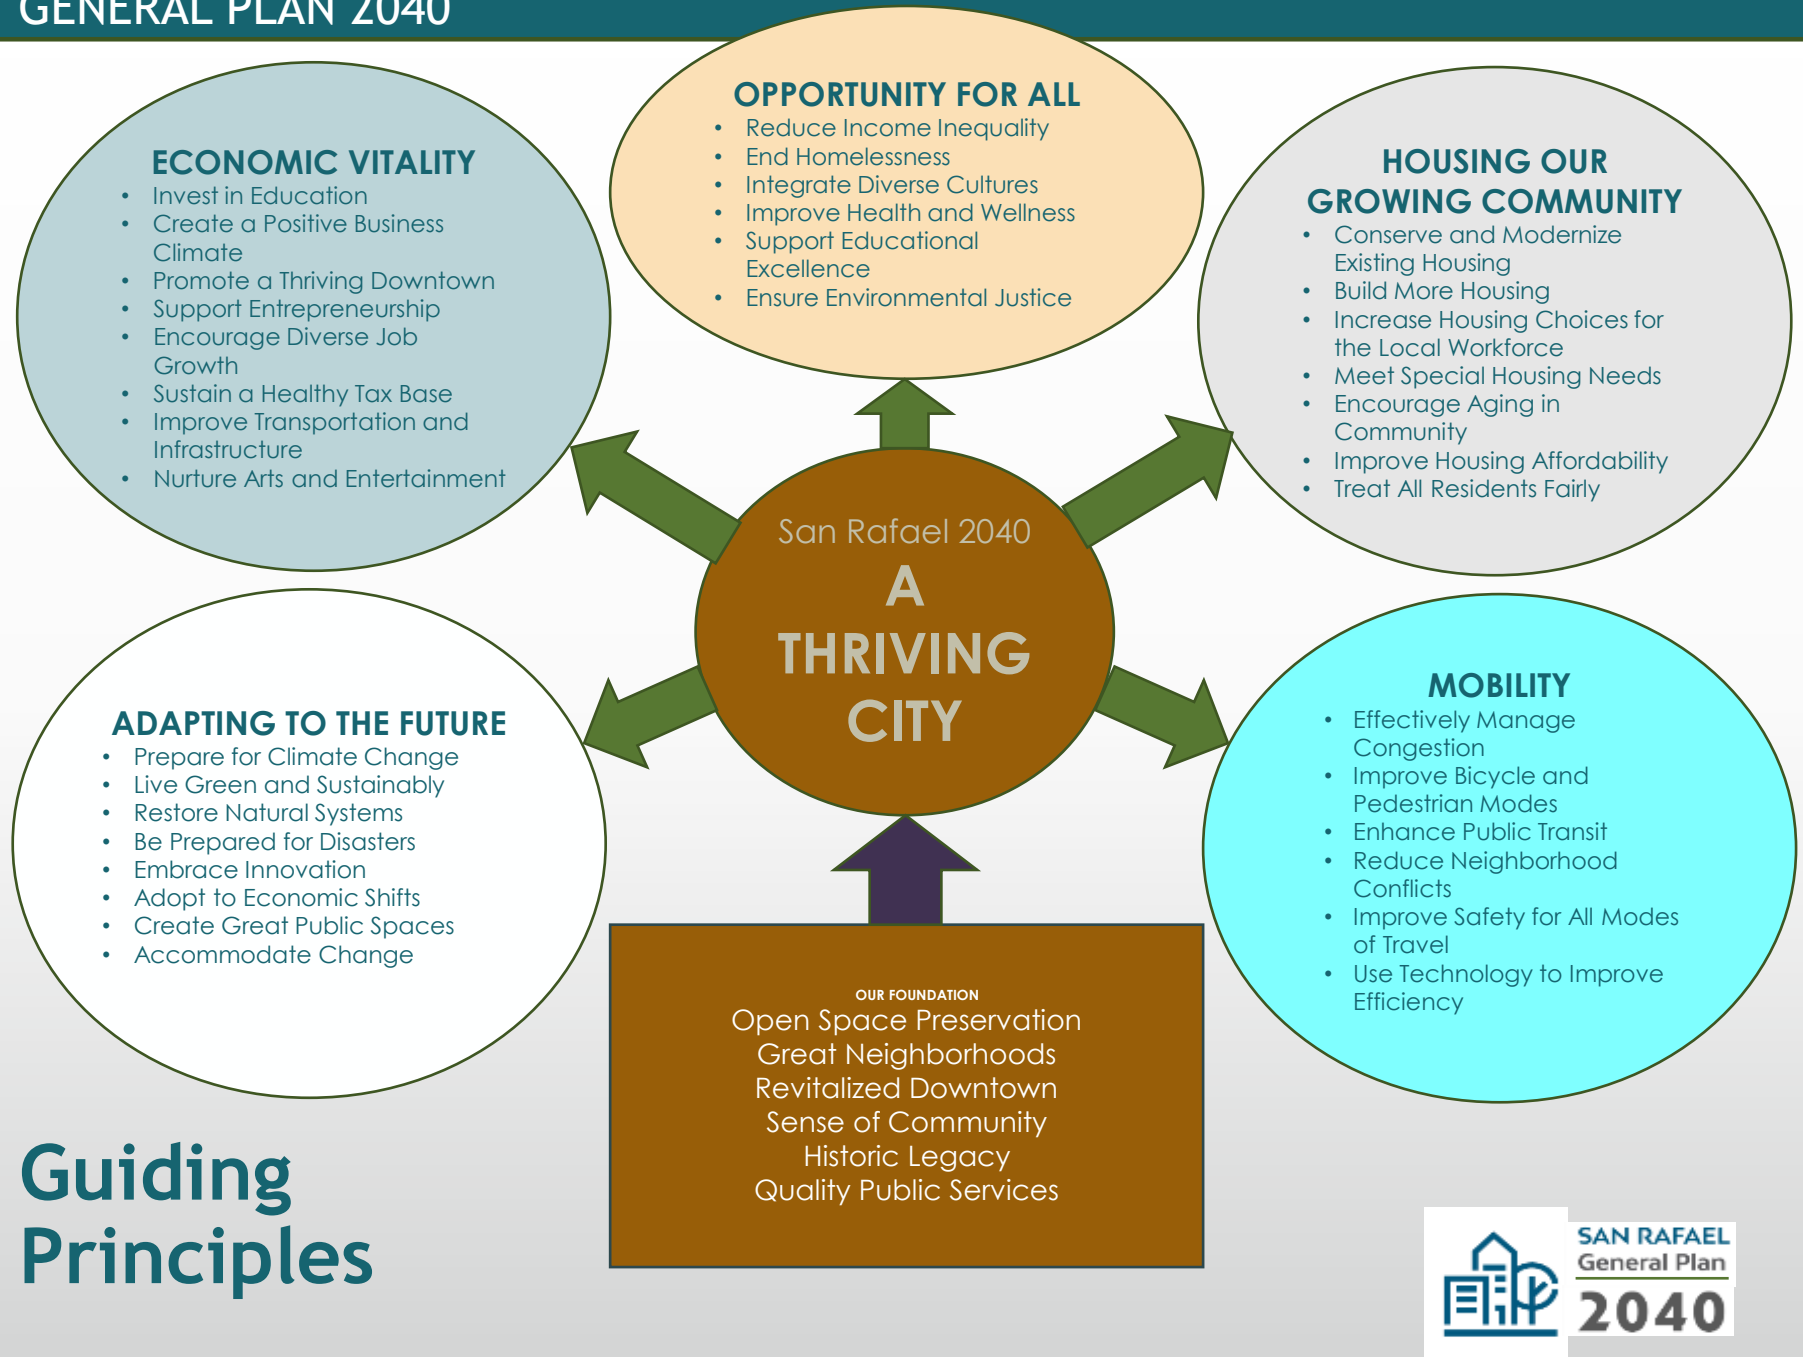 GENERAL PLAN 2040
OPPORTUNITY FOR ALL
• Reduce Income Inequality
• End Homelessness
• Integrate Diverse Cultures
• Improve Health and Wellness
• Support Educational
Excellence
• Ensure Environmental Justice
ECONOMIC VITALITY
• Invest in Education
• Create a Positive Business
Climate
• Promote a Thriving Downtown
• Support Entrepreneurship
• Encourage Diverse Job
Growth
• Sustain a Healthy Tax Base
• Improve Transportation and
Infrastructure
• Nurture Arts and Entertainment
HOUSING OUR
GROWING COMMUNITY
• Conserve and Modernize
Existing Housing
• Build More Housing
• Increase Housing Choices for
the Local Workforce
• Meet Special Housing Needs
• Encourage Aging in
Community
• Improve Housing Affordability
• Treat All Residents Fairly
San Rafael 2040
A
THRIVING
CITY
ADAPTING TO THE FUTURE
• Prepare for Climate Change
• Live Green and Sustainably
• Restore Natural Systems
• Be Prepared for Disasters
• Embrace Innovation
• Adopt to Economic Shifts
• Create Great Public Spaces
• Accommodate Change
MOBILITY
• Effectively Manage
Congestion
• Improve Bicycle and
Pedestrian Modes
• Enhance Public Transit
• Reduce Neighborhood
Conflicts
• Improve Safety for All Modes
of Travel
• Use Technology to Improve
Efficiency
OUR FOUNDATION
Open Space Preservation
Great Neighborhoods
Revitalized Downtown
Sense of Community
Historic Legacy
Quality Public Services
Guiding
Principles
SAN RAFAEL
General Plan
2040